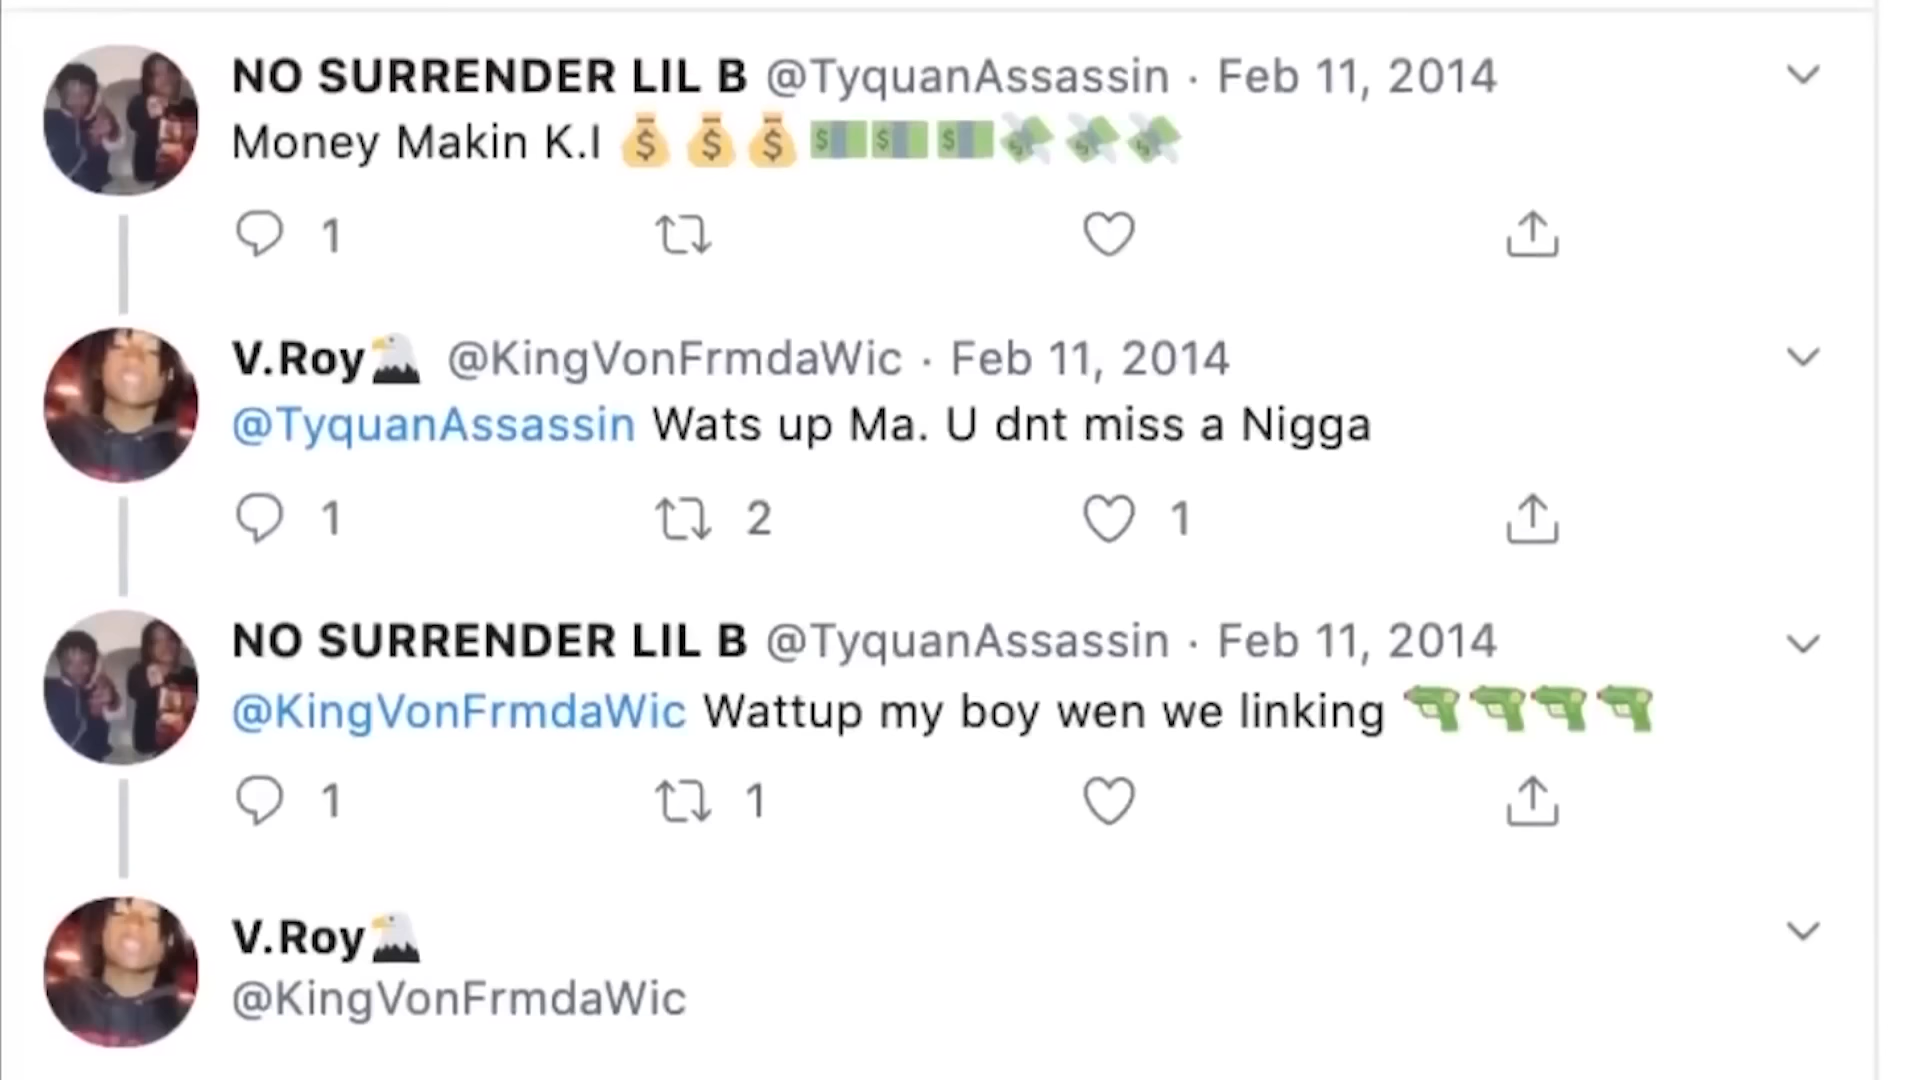 NO SURRENDER LIL B @TyquanAssassin · Feb 11, 2014
Money Makin K.I 💰💰💰💵💵💵💸💸💸
1
V.Roy🦅 @KingVonFrmdaWic · Feb 11, 2014
@TyquanAssassin Wats up Ma. U dnt miss a Nigga
1 2 1
NO SURRENDER LIL B @TyquanAssassin · Feb 11, 2014
@KingVonFrmdaWic Wattup my boy wen we linking 🔫🔫🔫🔫
1 1
V.Roy🦅
@KingVonFrmdaWic